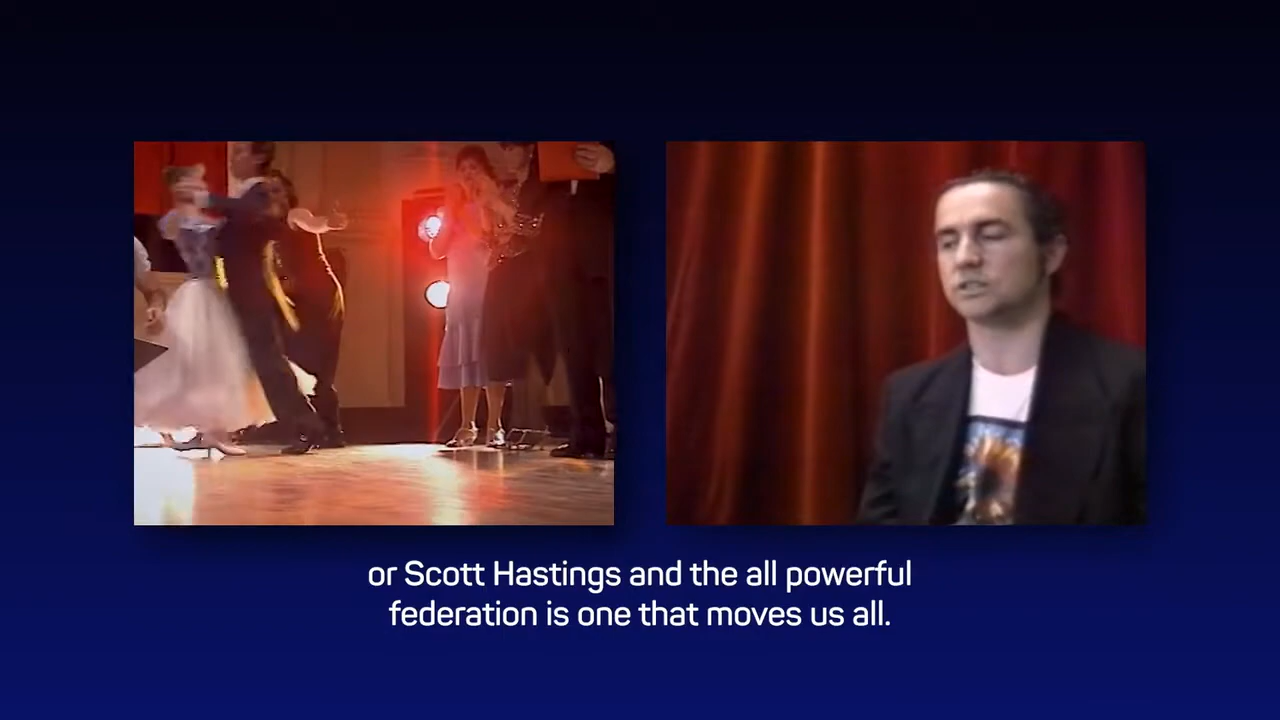 or Scott Hastings and the all powerful
federation is one that moves us all.